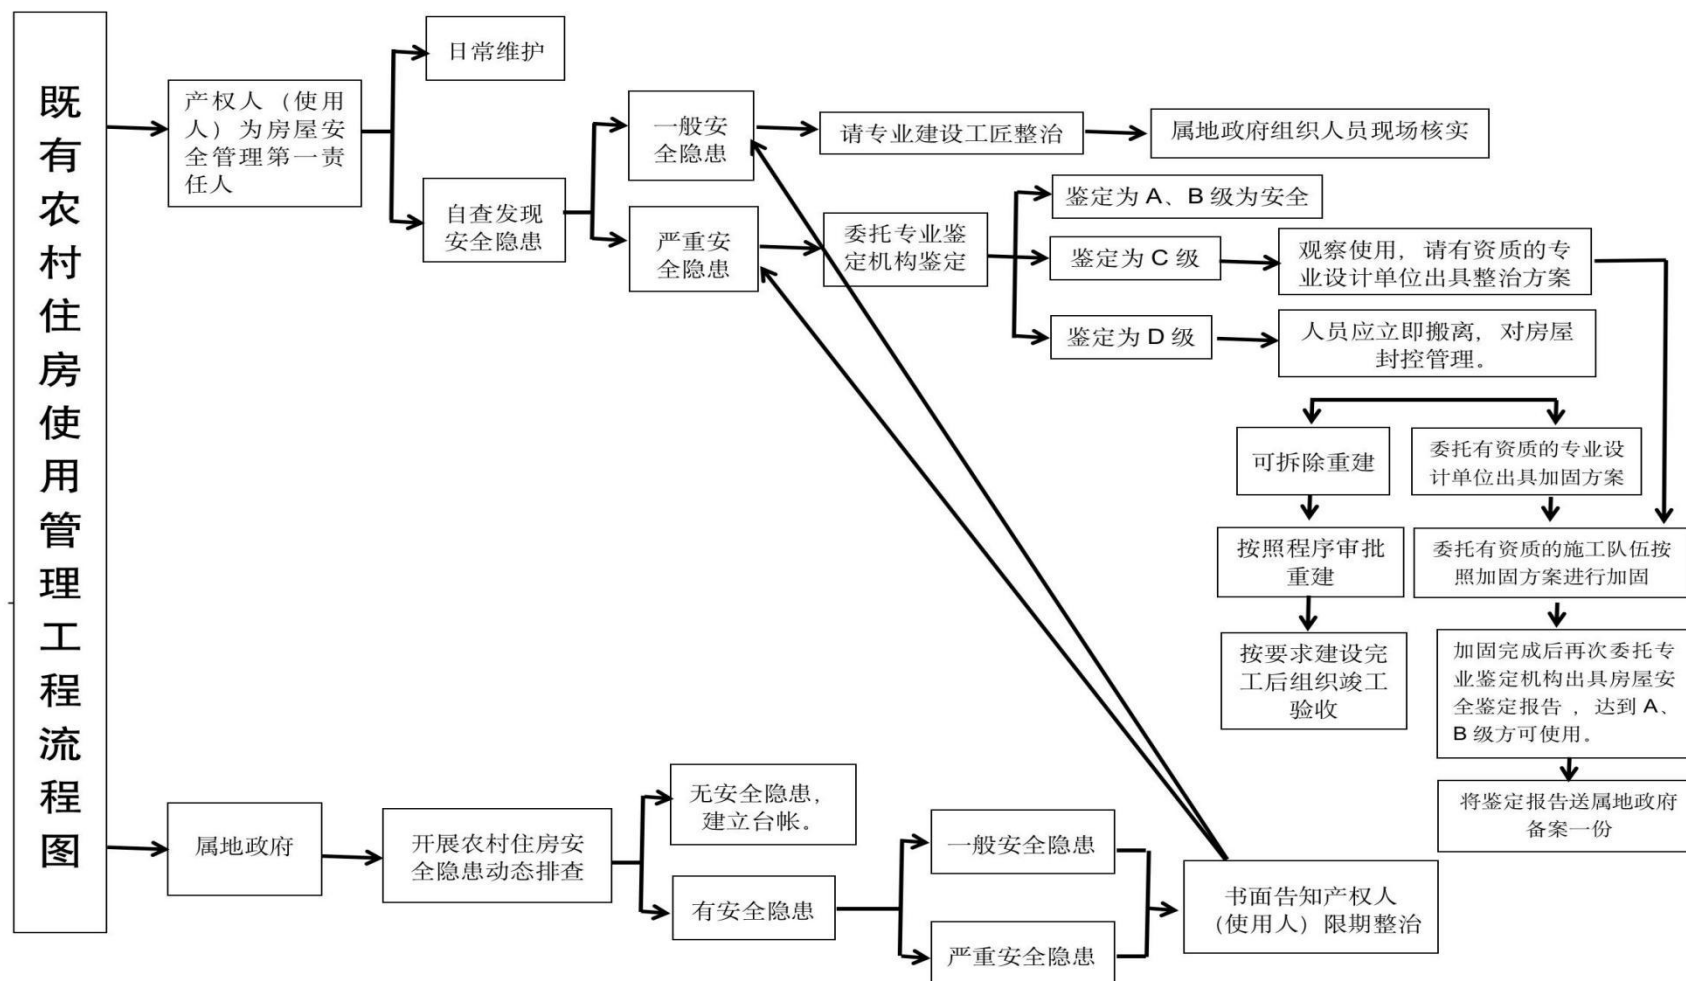 既有农村住房使用管理工程流程图
日常维护
产权人（使用
人）为房屋安
全管理第一责
任人
自查发现
安全隐患
一般安
全隐患
请专业建设工匠整治
属地政府组织人员现场核实
严重安
全隐患
委托专业鉴
定机构鉴定
鉴定为 A、B 级为安全
鉴定为 C 级
观察使用，请有资质的专
业设计单位出具整治方案
鉴定为 D 级
人员应立即搬离，对房屋
封控管理。
可拆除重建
委托有资质的专业设
计单位出具加固方案
按照程序审批
重建
委托有资质的施工队伍按
照加固方案进行加固
按要求建设完
工后组织竣工
验收
加固完成后再次委托专
业鉴定机构出具房屋安
全鉴定报告，达到 A、
B 级方可使用。
将鉴定报告送属地政府
备案一份
属地政府
开展农村住房安
全隐患动态排查
无安全隐患，
建立台帐。
有安全隐患
一般安全隐患
严重安全隐患
书面告知产权人
（使用人）限期整治